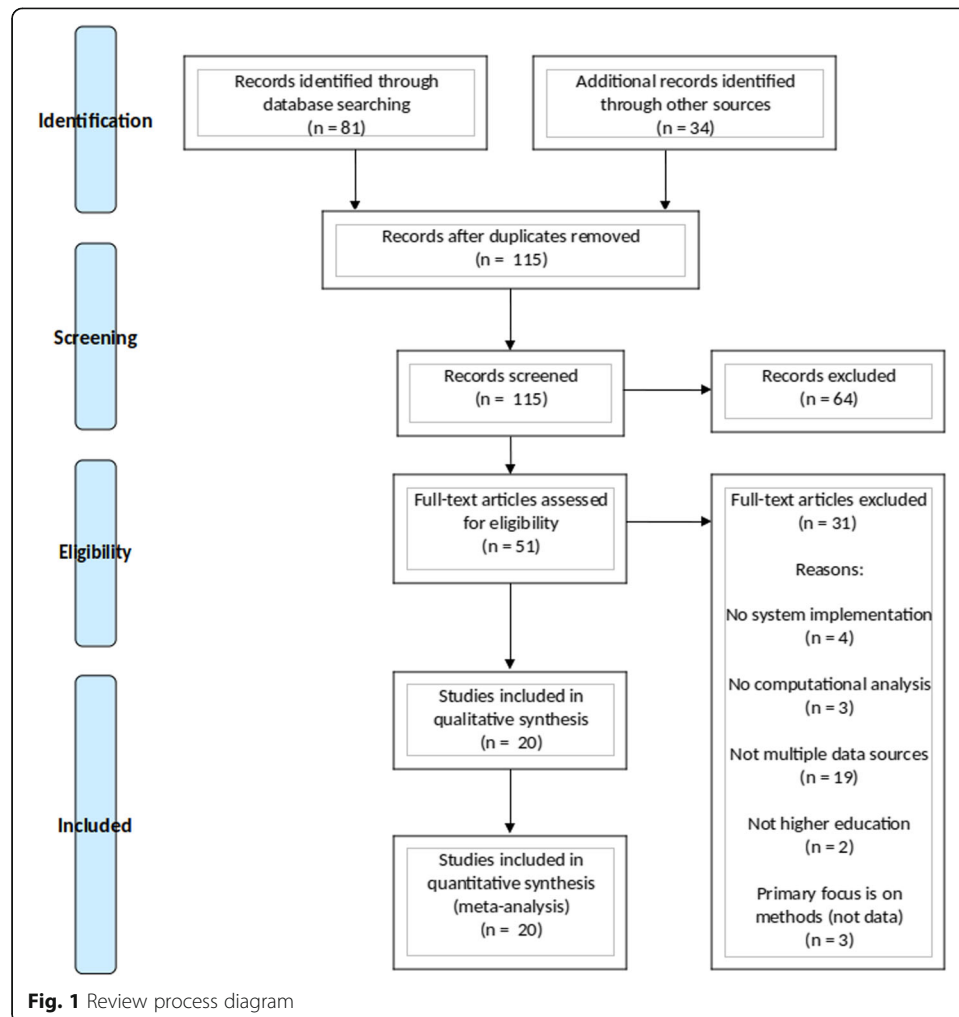 Identification
Records identified through
database searching
(n = 81)
Additional records identified
through other sources
(n = 34)
Records after duplicates removed
(n = 115)
Screening
Records screened
(n = 115)
Records excluded
(n = 64)
Eligibility
Full-text articles assessed
for eligibility
(n = 51)
Full-text articles excluded
(n = 31)
Reasons:
No system implementation
(n = 4)
No computational analysis
(n = 3)
Not multiple data sources
(n = 19)
Not higher education
(n = 2)
Primary focus is on
methods (not data)
(n = 3)
Included
Studies included in
qualitative synthesis
(n = 20)
Studies included in
quantitative synthesis
(meta-analysis)
(n = 20)
Fig. 1 Review process diagram